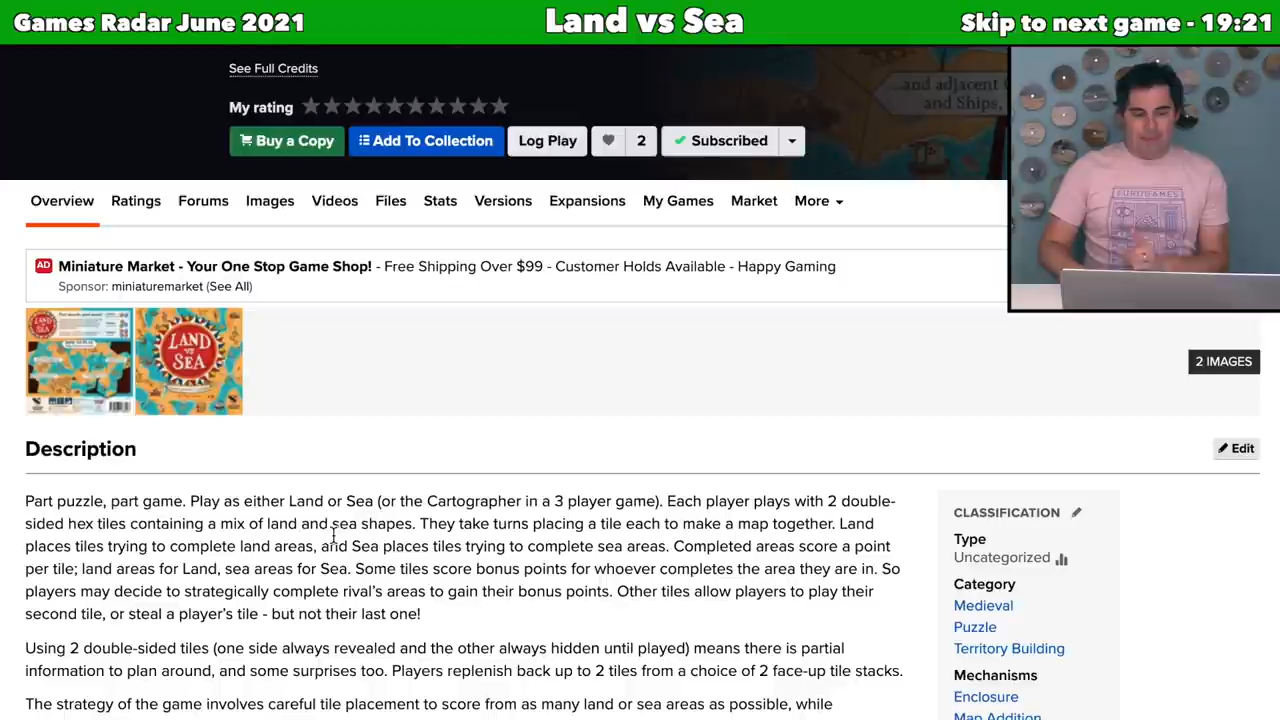 Games Radar June 2021
Land vs Sea
Skip to next game - 19:21
See Full Credits
...and adjacent
and Ships,
My rating
Buy a Copy
Add To Collection
Log Play
2
Subscribed
Overview
Ratings
Forums
Images
Videos
Files
Stats
Versions
Expansions
My Games
Market
More
AD
Miniature Market - Your One Stop Game Shop! - Free Shipping Over $99 - Customer Holds Available - Happy Gaming
Sponsor: miniaturemarket (See All)
LAND
VS
SEA
LAND
VS
SEA
2 IMAGES
EUROGAMES
Description
Edit
Part puzzle, part game. Play as either Land or Sea (or the Cartographer in a 3 player game). Each player plays with 2 double-
sided hex tiles containing a mix of land and sea shapes. They take turns placing a tile each to make a map together. Land
places tiles trying to complete land areas, and Sea places tiles trying to complete sea areas. Completed areas score a point
per tile; land areas for Land, sea areas for Sea. Some tiles score bonus points for whoever completes the area they are in. So
players may decide to strategically complete rival's areas to gain their bonus points. Other tiles allow players to play their
second tile, or steal a player's tile - but not their last one!
Using 2 double-sided tiles (one side always revealed and the other always hidden until played) means there is partial
information to plan around, and some surprises too. Players replenish back up to 2 tiles from a choice of 2 face-up tile stacks.
The strategy of the game involves careful tile placement to score from as many land or sea areas as possible, while
CLASSIFICATION
Type
Uncategorized
Category
Medieval
Puzzle
Territory Building
Mechanisms
Enclosure
Map Addition